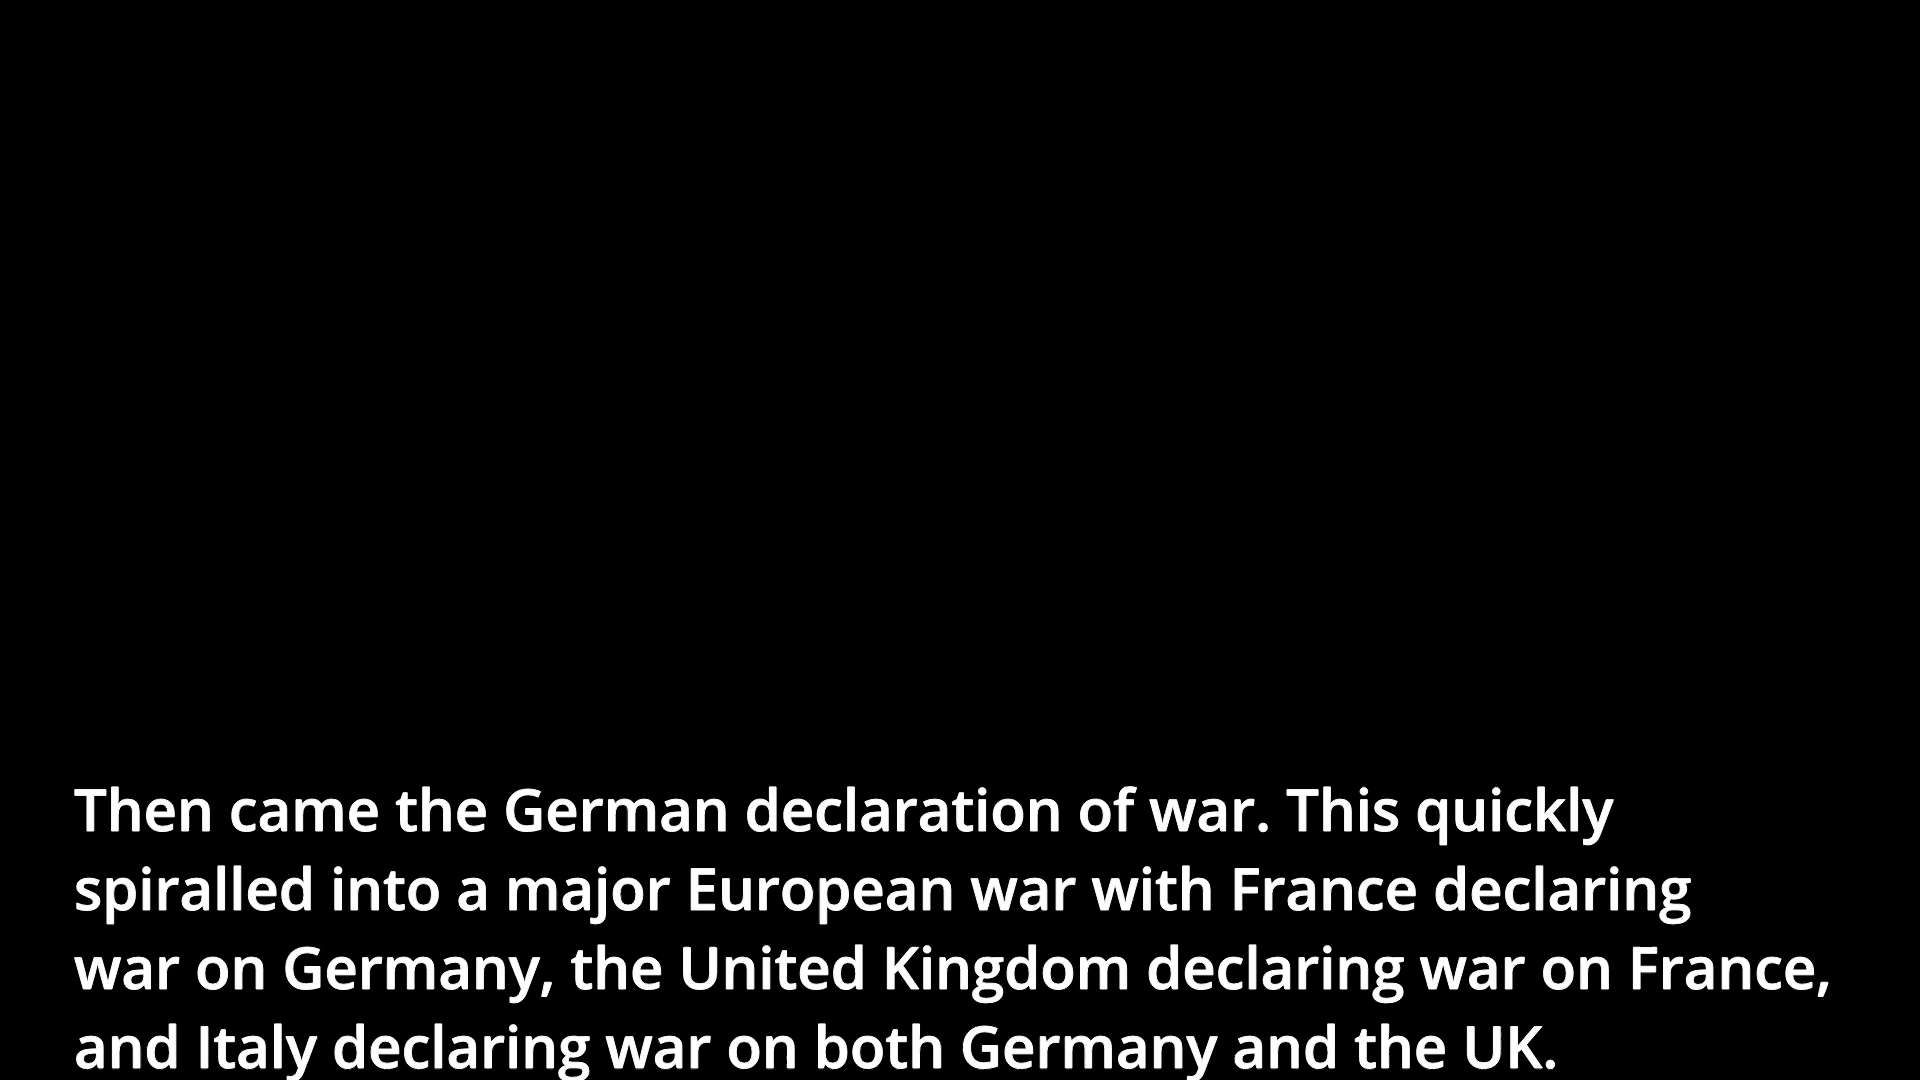 Then came the German declaration of war. This quickly
spiralled into a major European war with France declaring
war on Germany, the United Kingdom declaring war on France,
and Italy declaring war on both Germany and the UK.